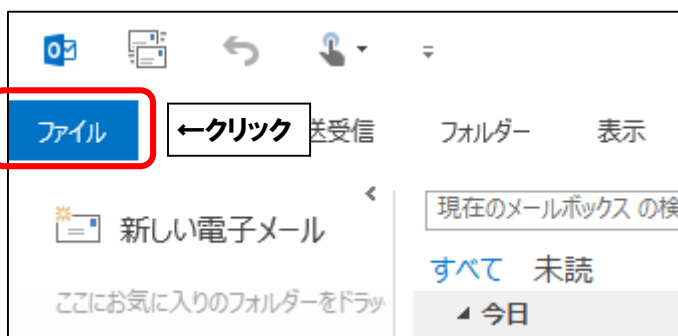 ファイル ←クリック 送受信 フォルダー 表示
新しい電子メール
現在のメールボックス の検
すべて 未読
ここにお気に入りのフォルダーをドラッ
今日